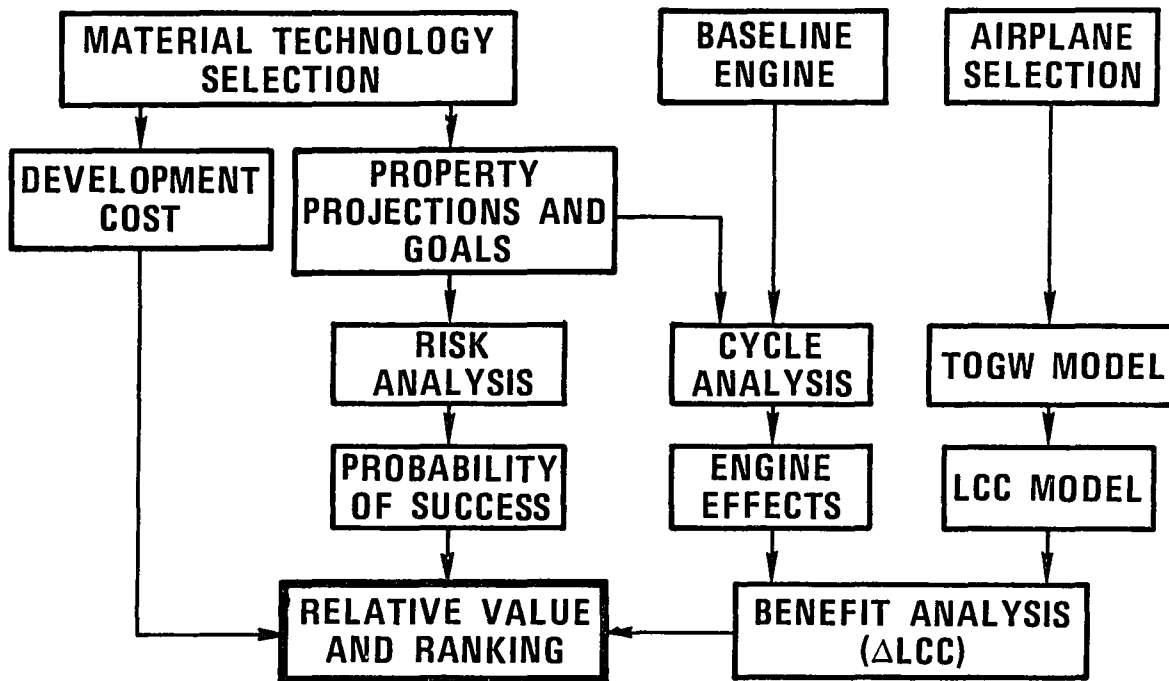 MATERIAL TECHNOLOGY
SELECTION
BASELINE
ENGINE
AIRPLANE
SELECTION
DEVELOPMENT
COST
PROPERTY
PROJECTIONS AND
GOALS
RISK
ANALYSIS
CYCLE
ANALYSIS
TOGW MODEL
PROBABILITY
OF SUCCESS
ENGINE
EFFECTS
LCC MODEL
RELATIVE VALUE
AND RANKING
BENEFIT ANALYSIS
(ΔLCC)